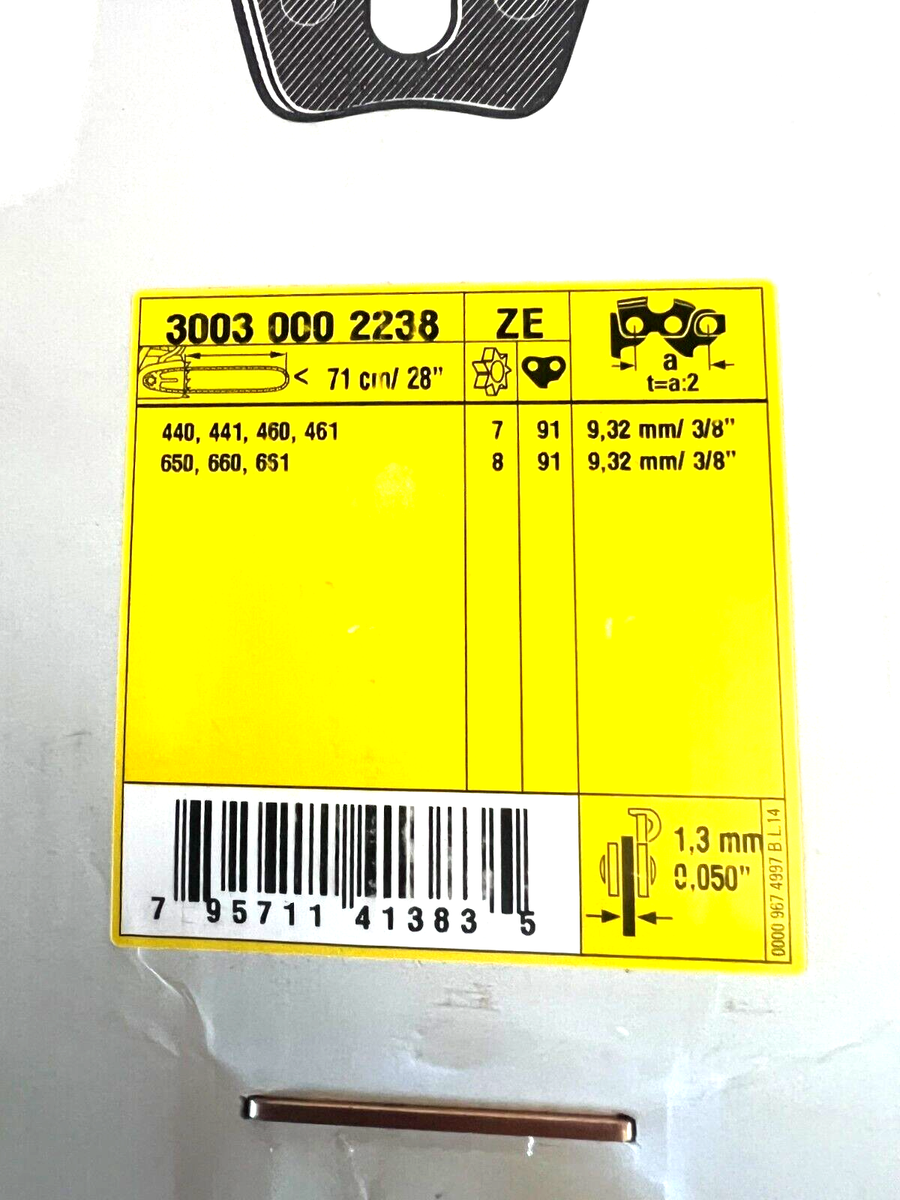 3003 000 2238 ZE
a
< 71 cm/ 28" t=a:2
440, 441, 460, 461 7 91 9,32 mm/ 3/8"
650, 660, 661 8 91 9,32 mm/ 3/8"
1,3 mm
0,050"
0000 967 4997 B L. 14
7 95711 41383 5